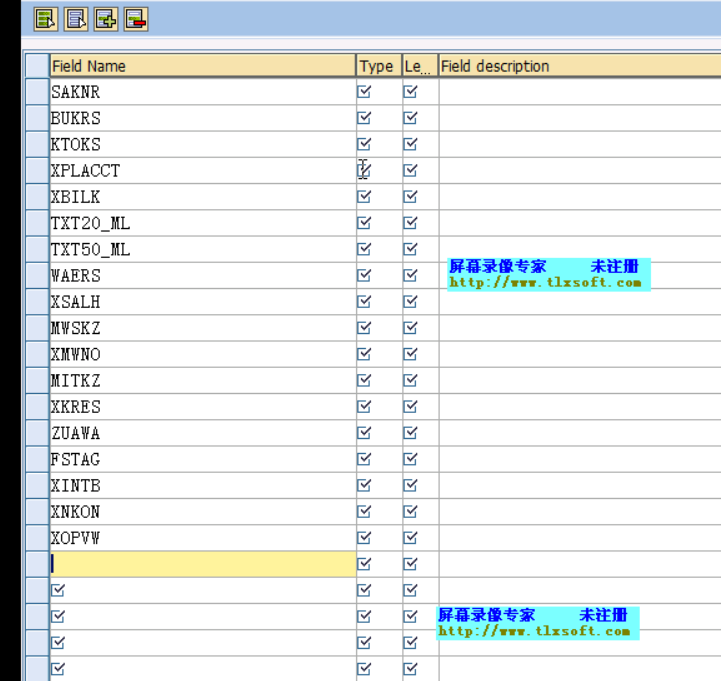 Field Name Type Le... Field description
SAKNR
BUKRS
KTOKS
XPLACCT
XBILK
TXT20_ML
TXT50_ML
屏幕录像专家 未注册
WAERS
http://www.tlxsoft.com
XSALH
MWSKZ
XMWNO
MITKZ
XKRES
ZUAWA
FSTAG
XINTB
XNKON
XOPVW
屏幕录像专家 未注册
http://www.tlxsoft.com